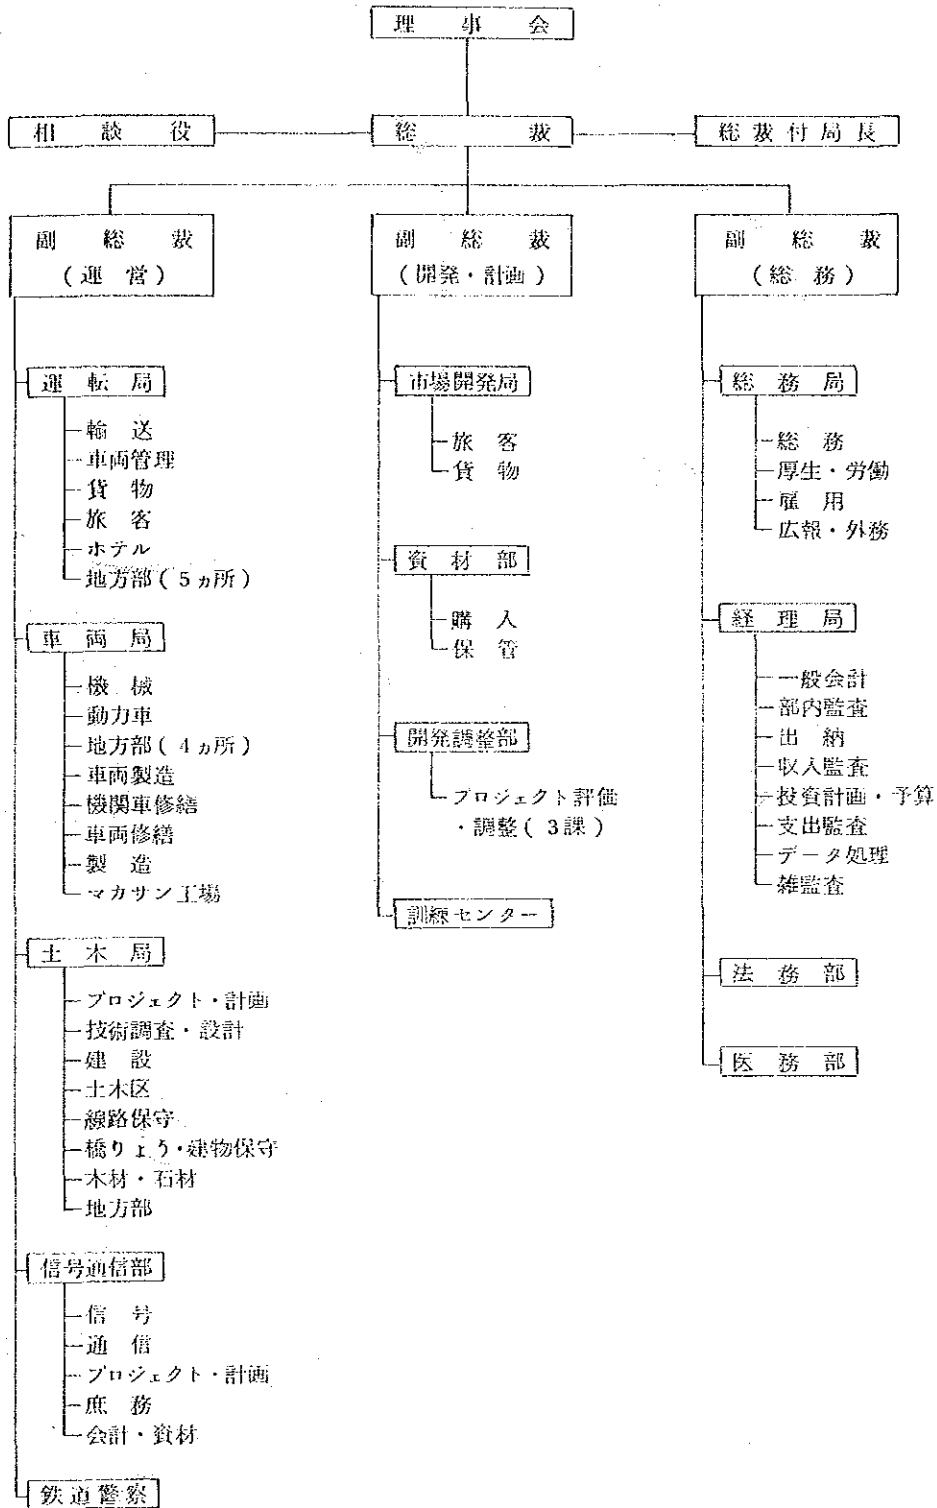 理事会
相談役
総裁
総裁付局長
副総裁
（運営）
運転局
輸送
車両管理
貨物
旅客
ホテル
地方部（5ヵ所）
車両局
機械
動力車
地方部（4ヵ所）
車両製造
機関車修繕
車両修繕
製造
マカサン工場
土木局
プロジェクト・計画
技術調査・設計
建設
土木区
線路保守
橋りょう・建物保守
木材・石材
地方部
信号通信部
信号
通信
プロジェクト・計画
庶務
会計・資材
鉄道警察
副総裁
（開発・計画）
市場開発局
旅客
貨物
資材部
購入
保管
開発調整部
プロジェクト評価
・調整（3課）
訓練センター
副総裁
（総務）
総務局
総務
厚生・労働
雇用
広報・外務
経理局
一般会計
部内監査
出納
収入監査
投資計画・予算
支出監査
データ処理
雑監査
法務部
医務部